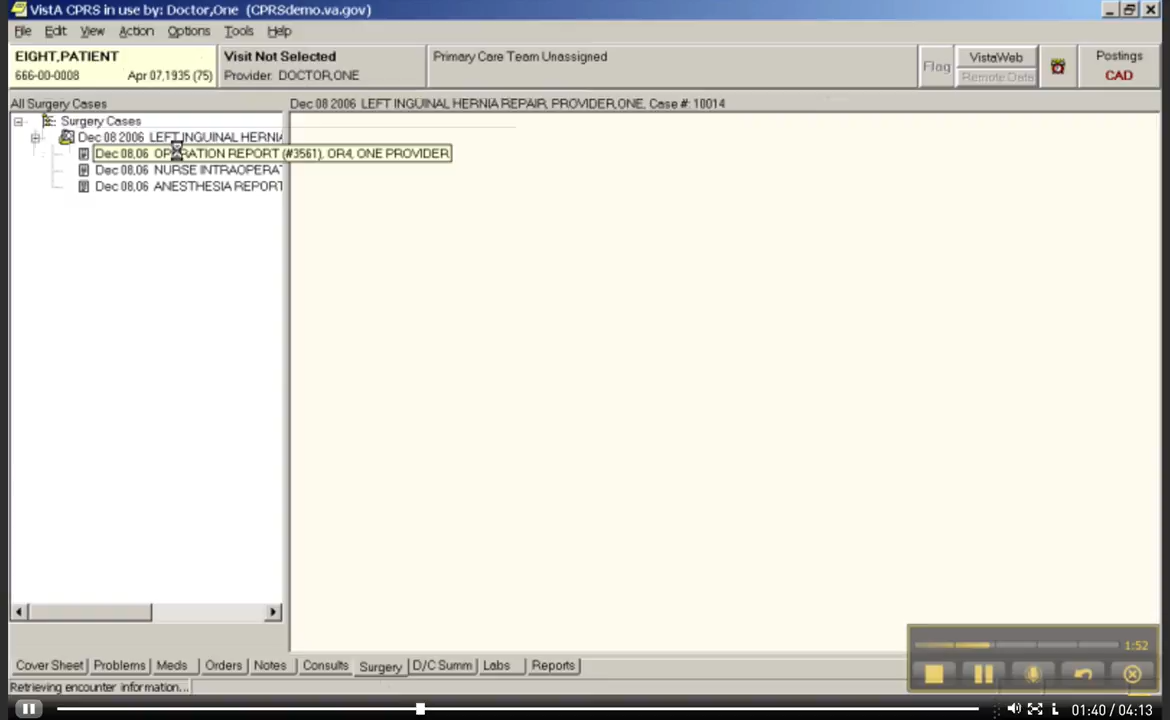 VistA CPRS in use by: Doctor,One (CPRSdemo.va.gov)
File Edit View Action Options Tools Help
EIGHT,PATIENT
666-00-0008 Apr 07,1935 (75)
Visit Not Selected
Provider: DOCTOR,ONE
Primary Care Team Unassigned
Flag
VistaWeb
Remote Data
Postings
CAD
All Surgery Cases
Dec 08 2006 LEFT INGUINAL HERNIA REPAIR, PROVIDER,ONE, Case #: 10014
Surgery Cases
Dec 08 2006 LEFT INGUINAL HERNIA
Dec 08,06 OPERATION REPORT (#3561), OR4, ONE PROVIDER
Dec 08,06 NURSE INTRAOPERA
Dec 08,06 ANESTHESIA REPORT
1:52
Cover Sheet Problems Meds Orders Notes Consults Surgery D/C Summ Labs Reports
Retrieving encounter information...
01:40 / 04:13